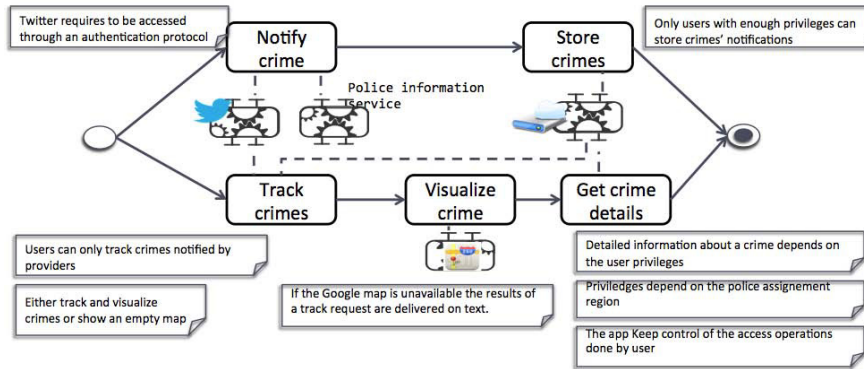 Twitter requires to be accessed
through an authentication protocol
Notify
crime
Store
crimes
Only users with enough privileges can
store crimes' notifications
Police information
service
Track
crimes
Visualize
crime
Get crime
details
Users can only track crimes notified by
providers
Either track and visualize
crimes or show an empty map
If the Google map is unavailable the results of
a track request are delivered on text.
Detailed information about a crime depends on
the user privileges
Priviledges depend on the police assignement
region
The app Keep control of the access operations
done by user